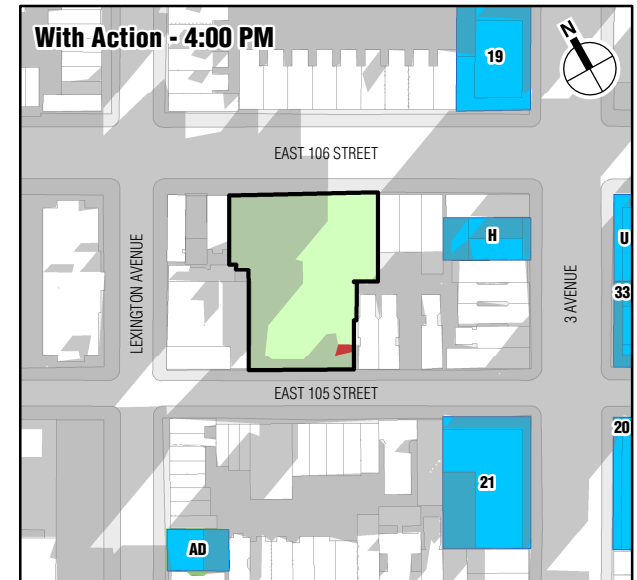 With Action - 4:00 PM
N
19
EAST 106 STREET
LEXINGTON AVENUE
H
U
3 AVENUE
33
EAST 105 STREET
20
21
AD